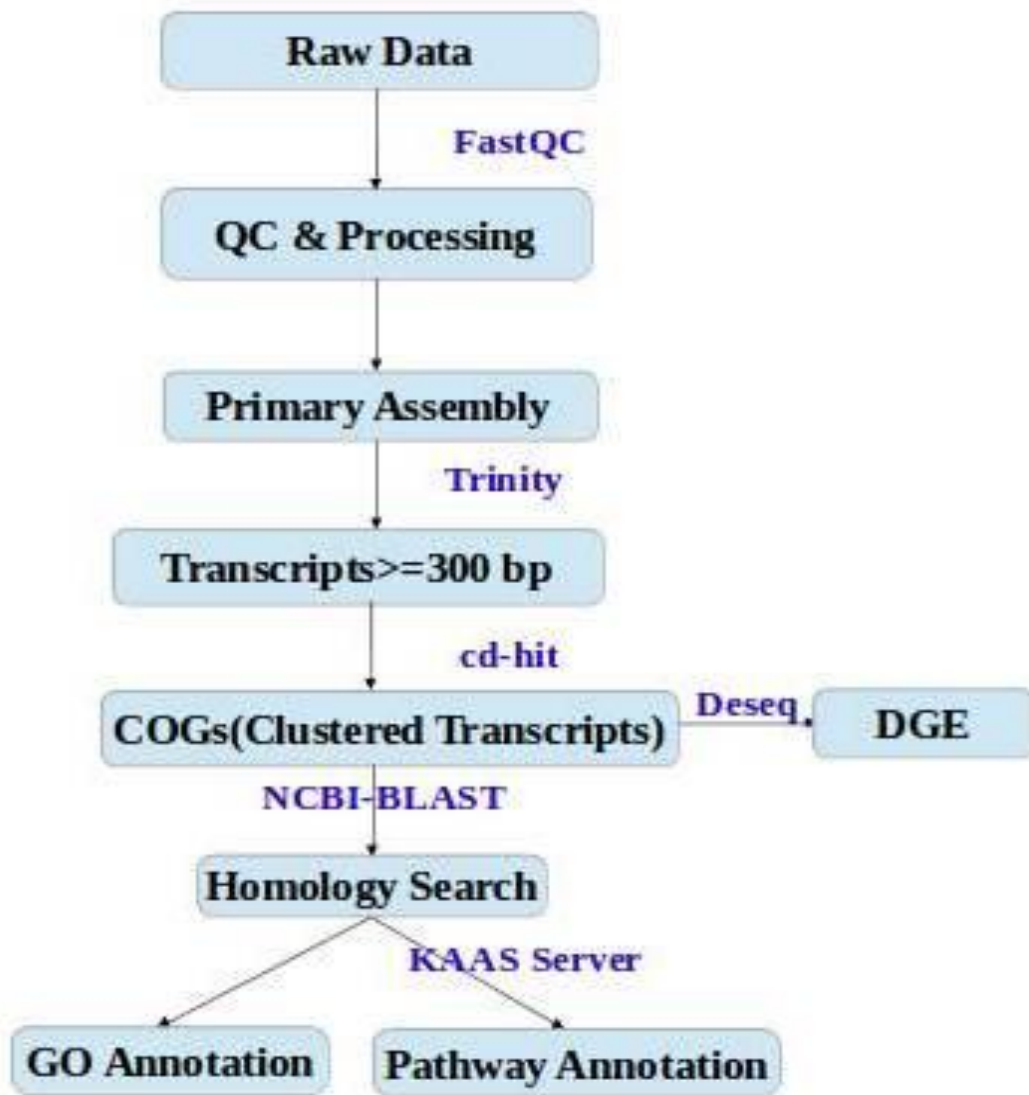 Raw Data
FastQC
QC & Processing
Primary Assembly
Trinity
Transcripts>=300 bp
cd-hit
COGs(Clustered Transcripts)
Deseq
DGE
NCBI-BLAST
Homology Search
KAAS Server
GO Annotation
Pathway Annotation